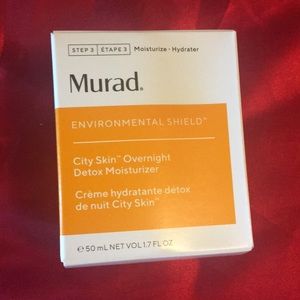 STEP 3 | ÉTAPE 3 Moisturize • Hydrater
Murad®
ENVIRONMENTAL SHIELD™
City Skin™ Overnight
Detox Moisturizer
Crème hydratante détox
de nuit City Skin™
℮ 50 mL NET VOL 1.7 FL OZ